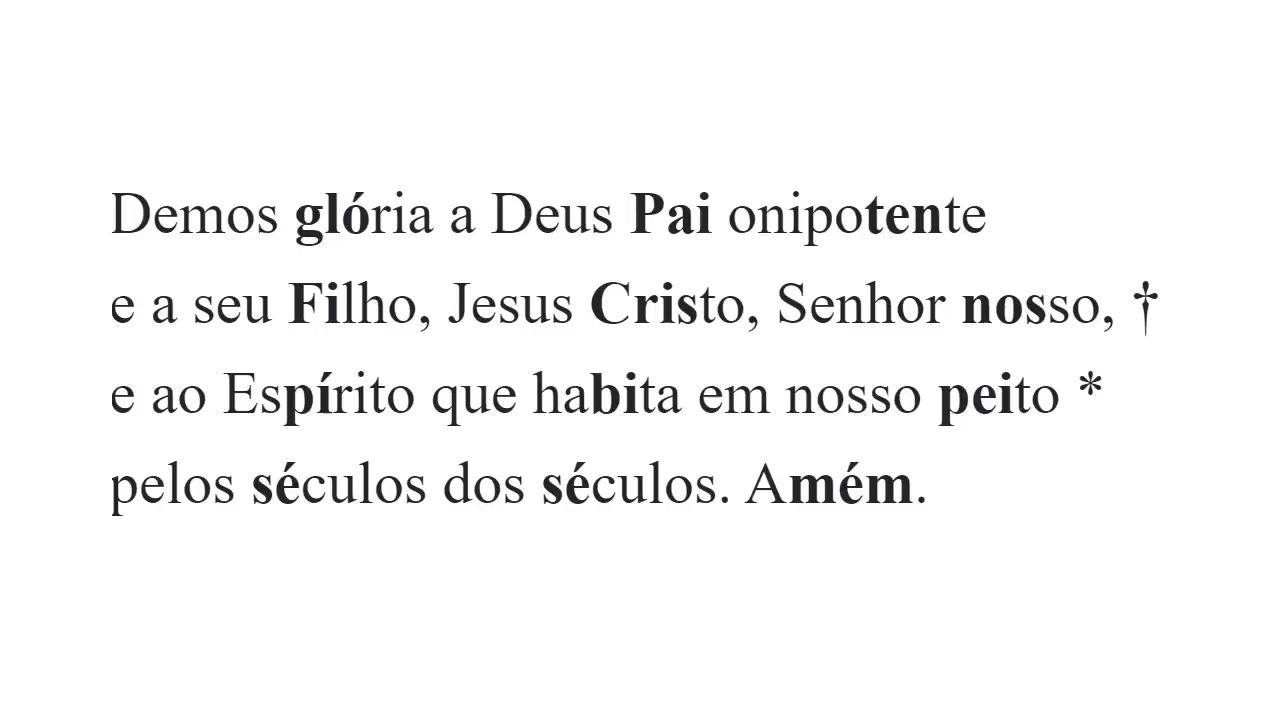 Demos glória a Deus Pai onipotente
e a seu Filho, Jesus Cristo, Senhor nosso, †
e ao Espírito que habita em nosso peito *
pelos séculos dos séculos. Amém.